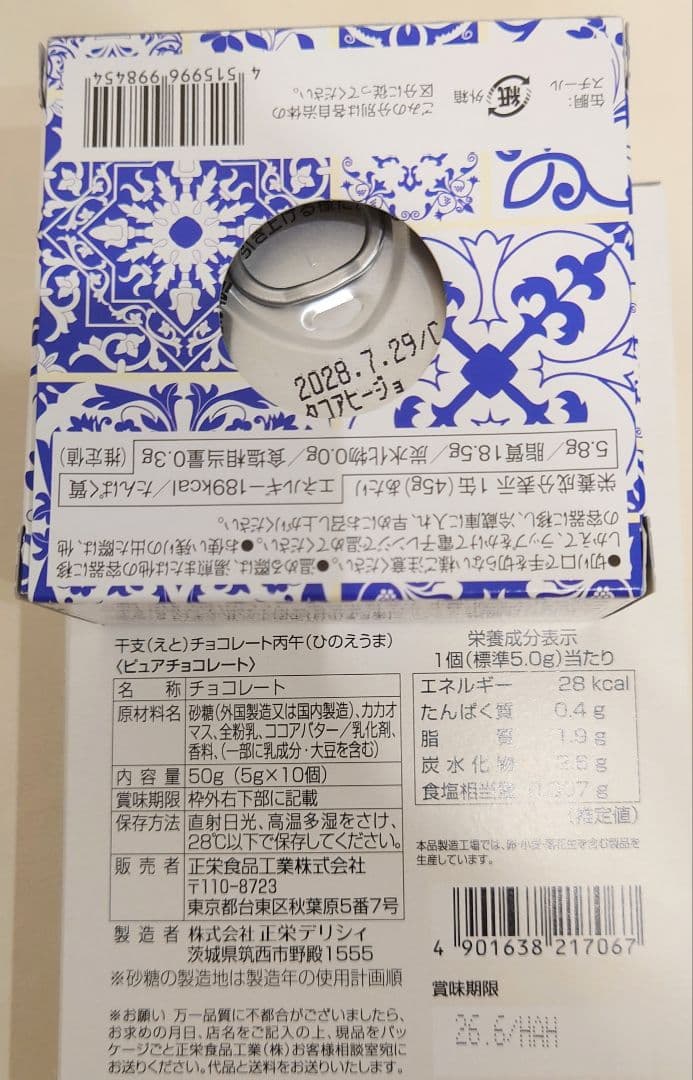 缶胴:
スチール
紙
外箱
ごみの分別は各自治体の
区分に従ってください。
4 515996 998454
2028.7.29/C
栄養成分表示 1缶(45g)あたり エネルギー189kcal/たんぱく質
5.8g/脂質18.5g/炭水化物0.0g/食塩相当量0.3g (推定値)
●切り口で手を切らない様、ご注意ください。●温める際は、湯煎または他の容器に移
しかえて、ラップをかけて電子レンジで温めてください。●お使い残りの出た際は、他
の容器に移し、冷蔵庫に入れ、早めにお召し上がりください。
干支(えと)チョコレート丙午(ひのえうま)
〈ピュアチョコレート〉
名 称 チョコレート
原材料名 砂糖(外国製造又は国内製造)、カカオ
マス、全粉乳、ココアバター/乳化剤、
香料、(一部に乳成分・大豆を含む)
内容量 50g(5g×10個)
賞味期限 枠外右下部に記載
保存方法 直射日光、高温多湿をさけ、
28℃以下で保存してください。
販売者 正栄食品工業株式会社
〒110-8723
東京都台東区秋葉原5番7号
製造者 株式会社 正栄デリシィ
茨城県筑西市野殿1555
※砂糖の製造地は製造年の使用計画順
※お願い 万一品質に不都合がございましたら、
お求めの月日、店名をご記入の上、現品をパッ
ケージごと正栄食品工業(株)お客様相談室宛に
お送りください。代品と送料をお送りいたします。
栄養成分表示
1個(標準5.0g)当たり
エネルギー 28 kcal
たんぱく質 0.4 g
脂質 1.9 g
炭水化物 2.6 g
食塩相当量 0.007 g
(推定値)
本品製造工場では、卵・小麦・落花生を含む製品を
生産しています。
4 901638 217067
賞味期限
26.6/HAH